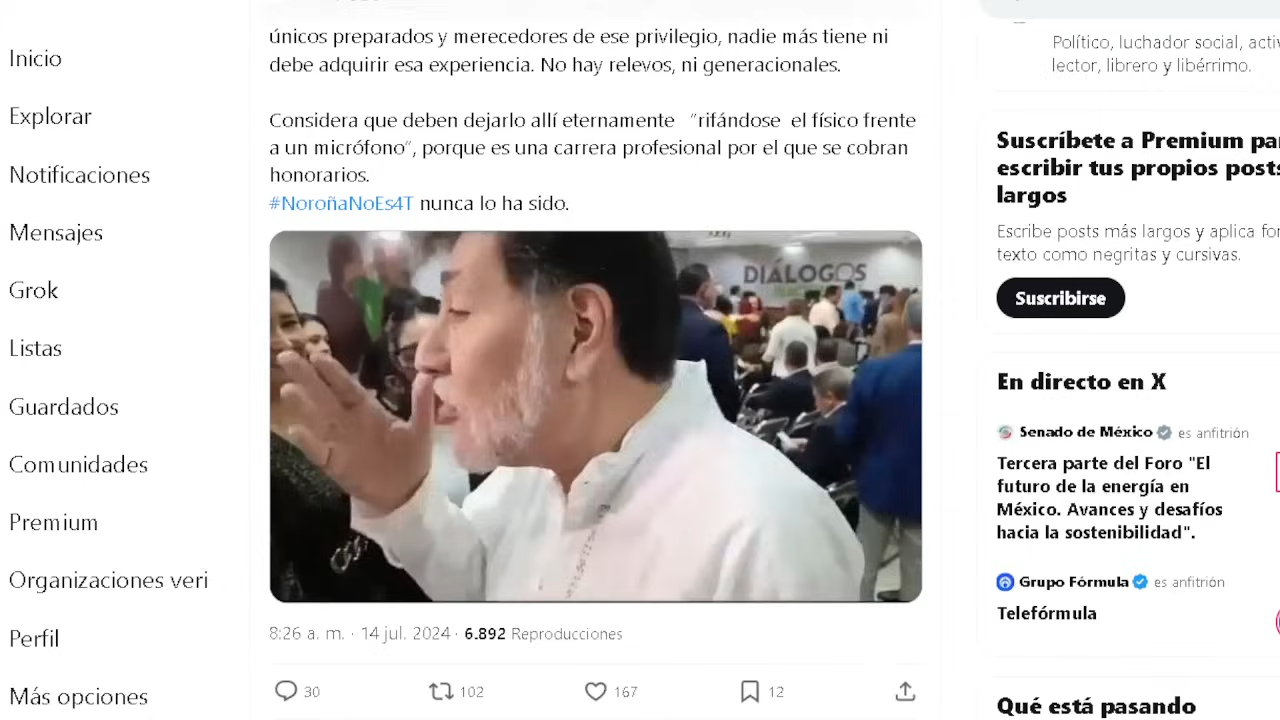 Inicio
Explorar
Notificaciones
Mensajes
Grok
Listas
Guardados
Comunidades
Premium
Organizaciones veri
Perfil
Más opciones
únicos preparados y merecedores de ese privilegio, nadie más tiene ni
debe adquirir esa experiencia. No hay relevos, ni generacionales.
Considera que deben dejarlo allí eternamente "rifándose el físico frente
a un micrófono", porque es una carrera profesional por el que se cobran
honorarios.
#NoroñaNoEs4T nunca lo ha sido.
DIÁLOGOS
8:26 a. m. · 14 jul. 2024 · 6.892 Reproducciones
30 102 167 12
Político, luchador social, acti
lector, librero y libérrimo.
Suscríbete a Premium pa
escribir tus propios posts
largos
Escribe posts más largos y aplica for
texto como negritas y cursivas.
Suscribirse
En directo en X
Senado de México es anfitrión
Tercera parte del Foro "El
futuro de la energía en
México. Avances y desafíos
hacia la sostenibilidad".
Grupo Fórmula es anfitrión
Telefórmula
Qué está pasando